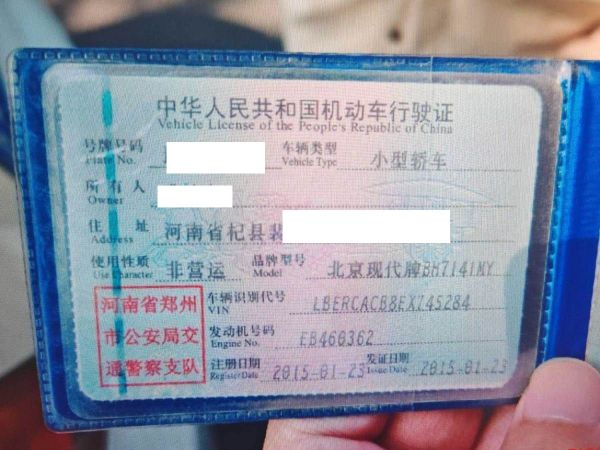 中华人民共和国机动车行驶证
Vehicle License of the People's Republic of China
号牌号码 车辆类型 小型轿车
Plate No. Vehicle Type
所有人
Owner
住址 河南省杞县裴
Address
使用性质 非营运 品牌型号 北京现代牌BH7141MY
Use Character Model
河南省郑州 车辆识别代号 LBERCACB8EX745284
VIN
市公安局交 发动机号码 EB460362
Engine No.
通警察支队 注册日期 2015-01-23 发证日期 2015-01-23
Register Date Issue Date